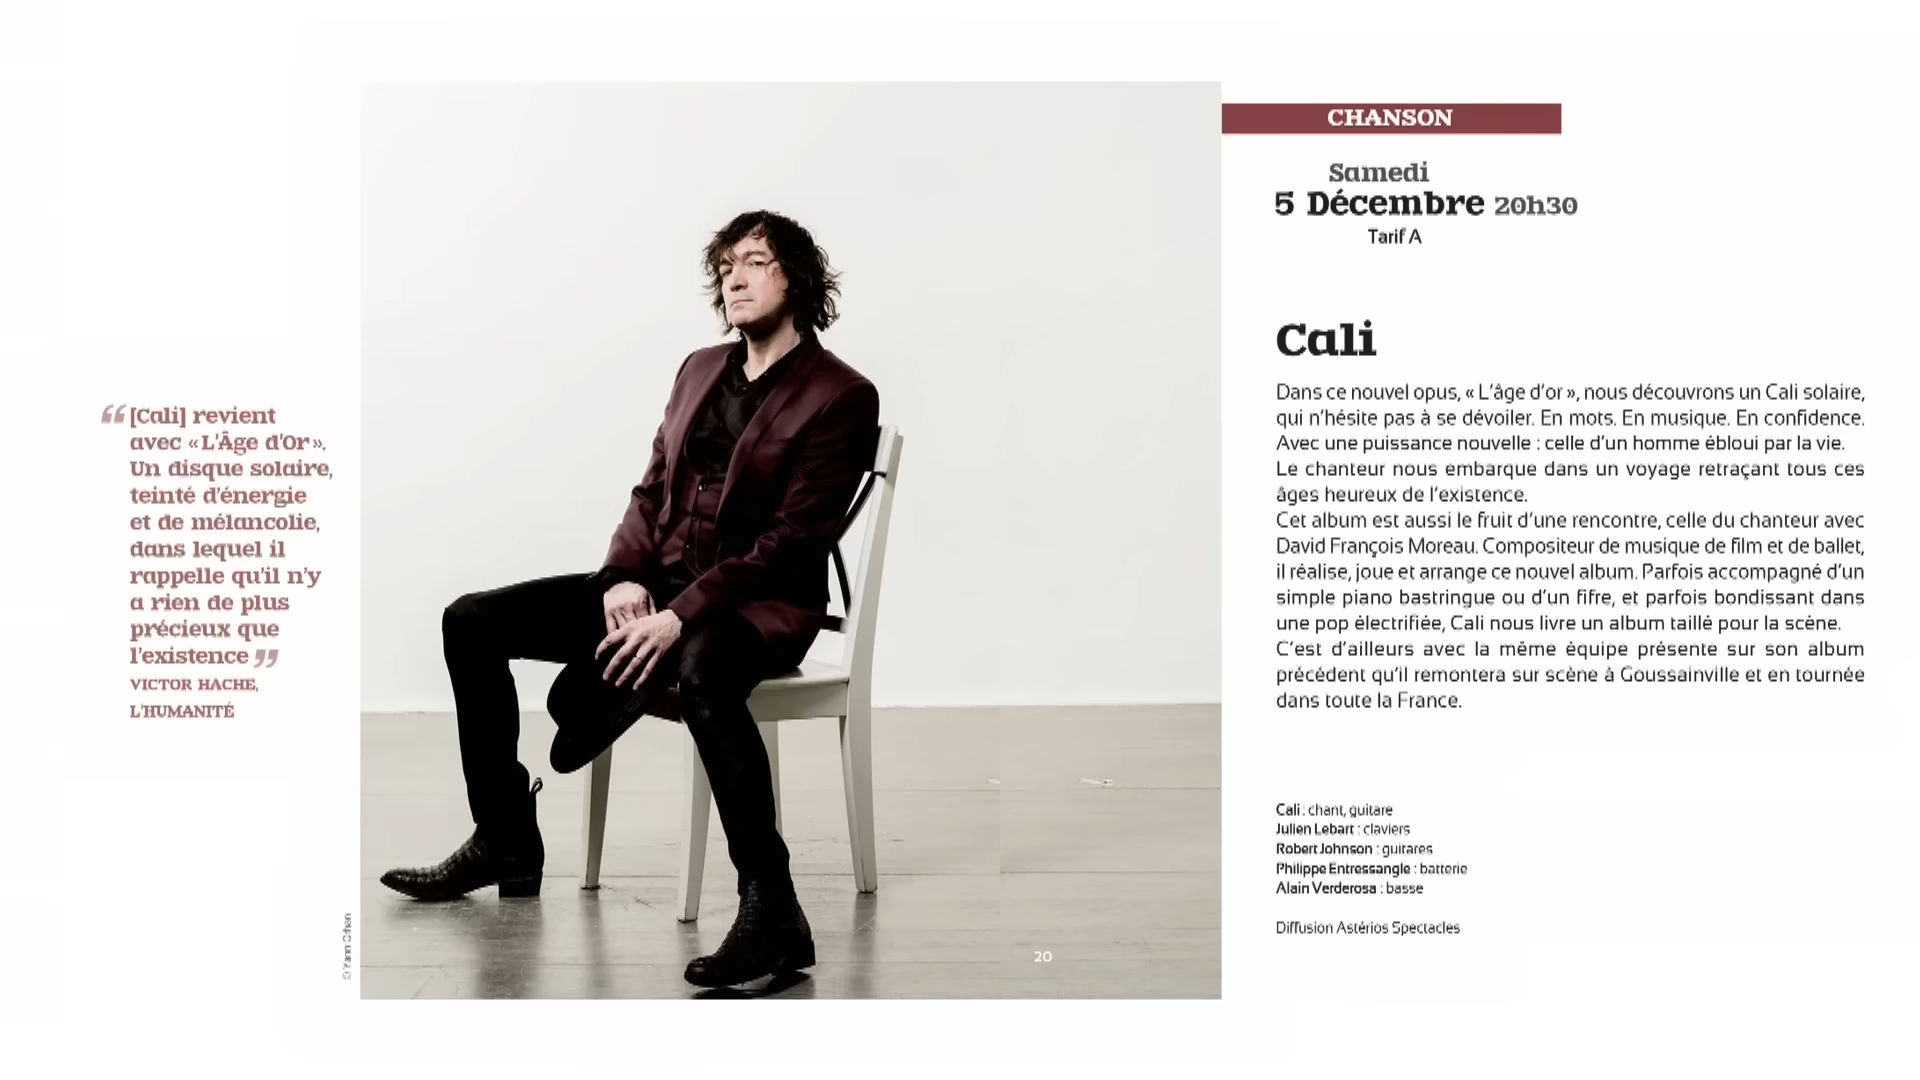 “ [Cali] revient
avec « L’Âge d’Or ».
Un disque solaire,
teinté d’énergie
et de mélancolie,
dans lequel il
rappelle qu’il n’y
a rien de plus
précieux que
l’existence ”
VICTOR HACHE,
L’HUMANITÉ
20
CHANSON
Samedi
5 Décembre 20h30
Tarif A
Cali
Dans ce nouvel opus, « L’âge d’or », nous découvrons un Cali solaire,
qui n’hésite pas à se dévoiler. En mots. En musique. En confidence.
Avec une puissance nouvelle : celle d’un homme ébloui par la vie.
Le chanteur nous embarque dans un voyage retraçant tous ces
âges heureux de l’existence.
Cet album est aussi le fruit d’une rencontre, celle du chanteur avec
David François Moreau. Compositeur de musique de film et de ballet,
il réalise, joue et arrange ce nouvel album. Parfois accompagné d’un
simple piano bastringue ou d’un fifre, et parfois bondissant dans
une pop électrifiée, Cali nous livre un album taillé pour la scène.
C’est d’ailleurs avec la même équipe présente sur son album
précédent qu’il remontera sur scène à Goussainville et en tournée
dans toute la France.
Cali : chant, guitare
Julien Lebart : claviers
Robert Johnson : guitares
Philippe Entressangle : batterie
Alain Verderosa : basse
Diffusion Astérios Spectacles